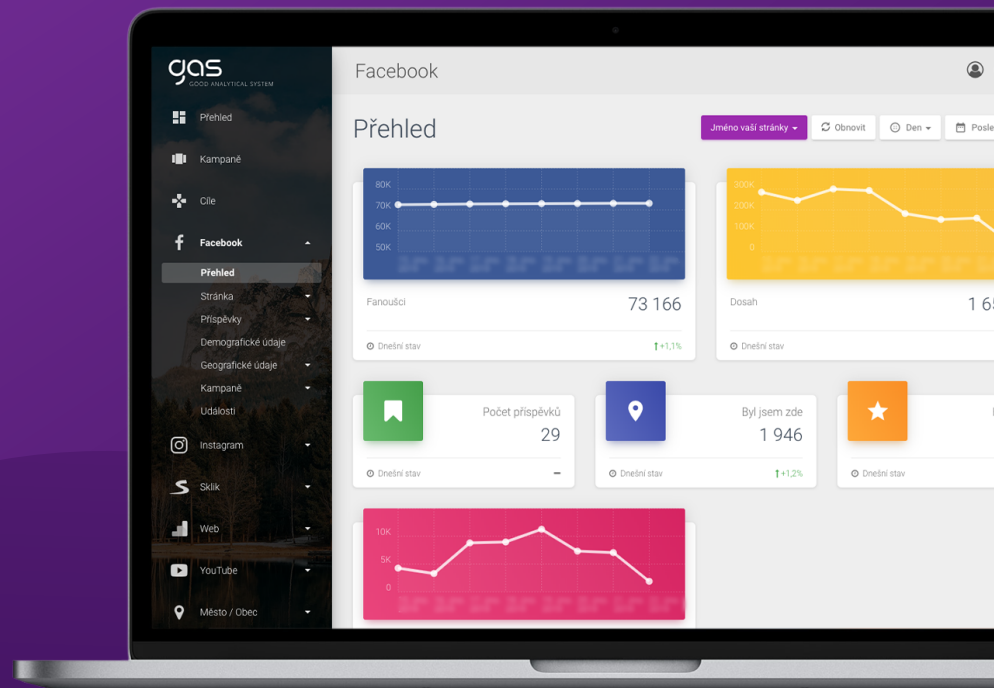 gas
GOOD ANALYTICAL SYSTEM
Přehled
Kampaně
Cíle
Facebook
Přehled
Stránka
Příspěvky
Demografické údaje
Geografické údaje
Kampaně
Události
Instagram
Sklik
Web
YouTube
Město / Obec
Facebook
Přehled
Jméno vaší stránky
Obnovit
Den
Posle
80K
70K
60K
50K
Fanoušci
73 166
Dnešní stav
+1,1%
300K
200K
100K
0
Dosah
1 65
Dnešní stav
Počet příspěvků
29
Dnešní stav
–
Byl jsem zde
1 946
Dnešní stav
+1,2%
Dnešní stav
10K
5K
0